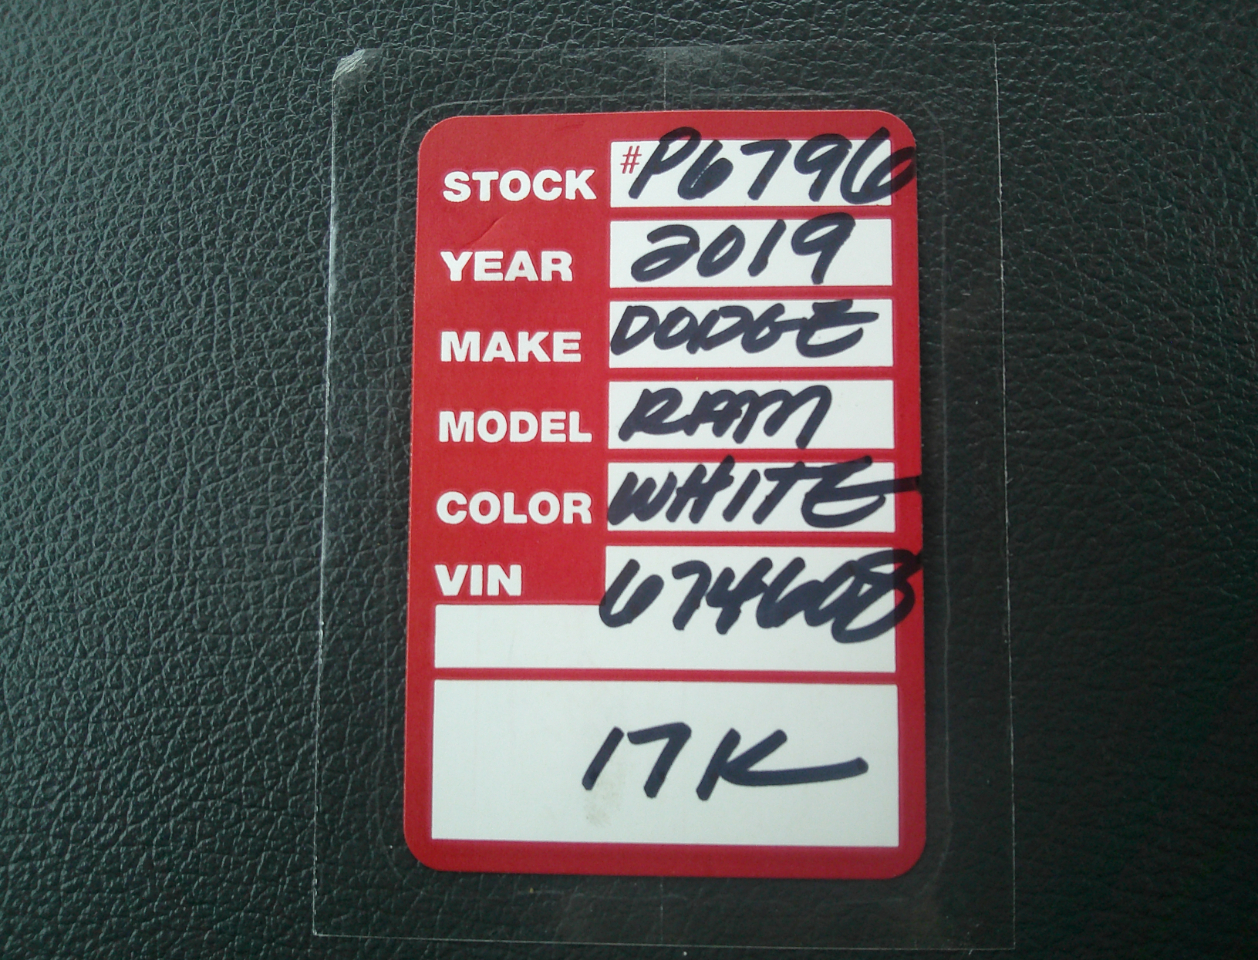 STOCK #P6796
YEAR 2019
MAKE DODGE
MODEL RAM
COLOR WHITE
VIN 674608
17K